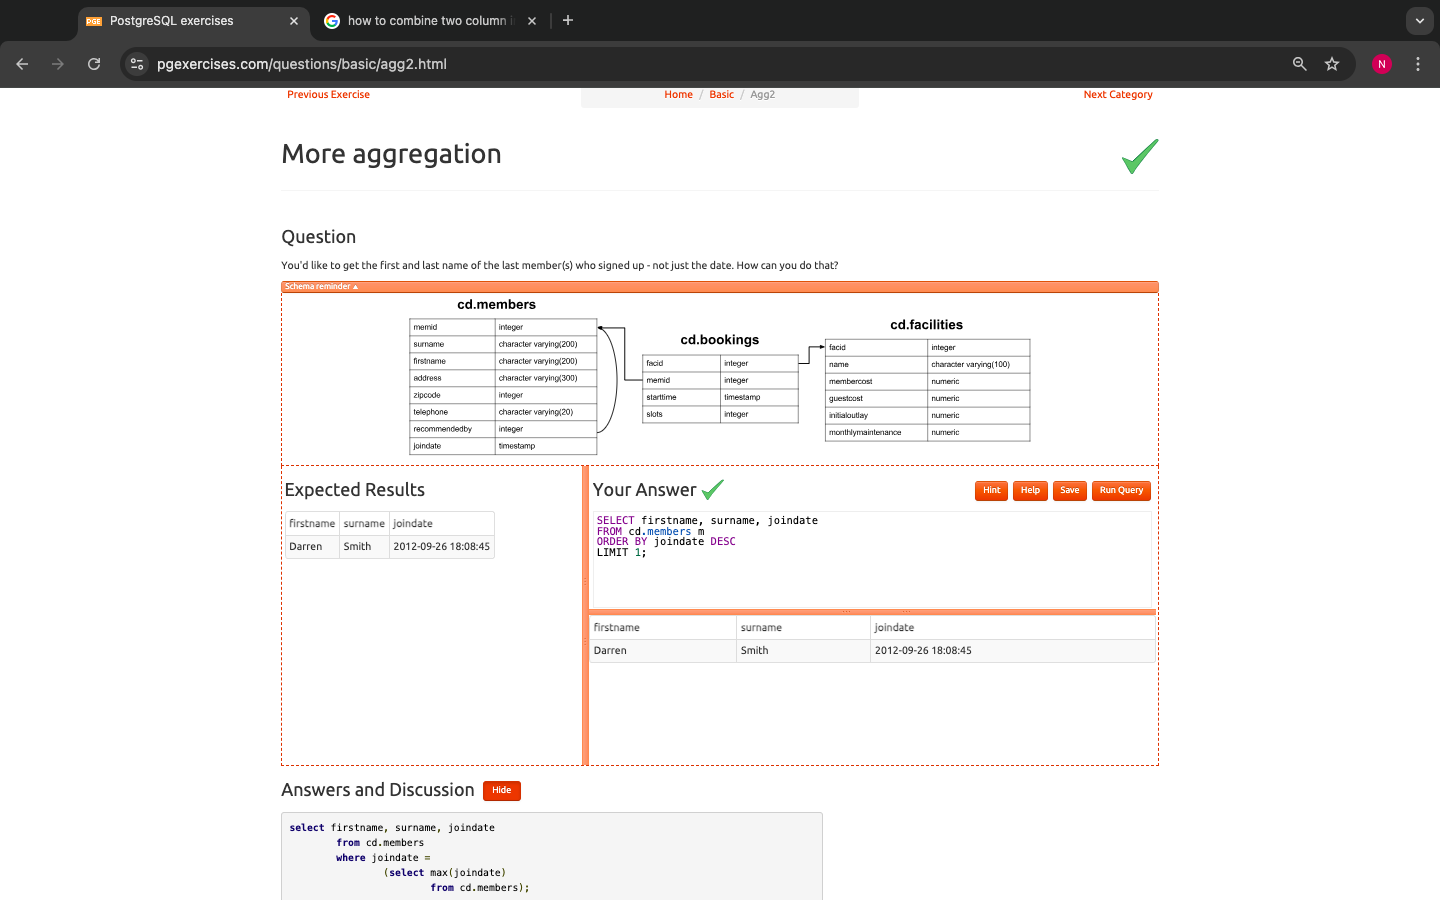 PGE PostgreSQL exercises
how to combine two column i
pgexercises.com/questions/basic/agg2.html
N
Previous Exercise
Home / Basic / Agg2
Next Category
More aggregation
Question
You'd like to get the first and last name of the last member(s) who signed up - not just the date. How can you do that?
Schema reminder
cd.members
memid integer
surname character varying(200)
firstname character varying(200)
address character varying(300)
zipcode integer
telephone character varying(20)
recommendedby integer
joindate timestamp
cd.bookings
facid integer
memid integer
starttime timestamp
slots integer
cd.facilities
facid integer
name character varying(100)
membercost numeric
guestcost numeric
initialoutlay numeric
monthlymaintenance numeric
Expected Results
firstname surname joindate
Darren Smith 2012-09-26 18:08:45
Your Answer
Hint Help Save Run Query
SELECT firstname, surname, joindate
FROM cd.members m
ORDER BY joindate DESC
LIMIT 1;
firstname surname joindate
Darren Smith 2012-09-26 18:08:45
Answers and Discussion Hide
select firstname, surname, joindate
from cd.members
where joindate =
(select max(joindate)
from cd.members);